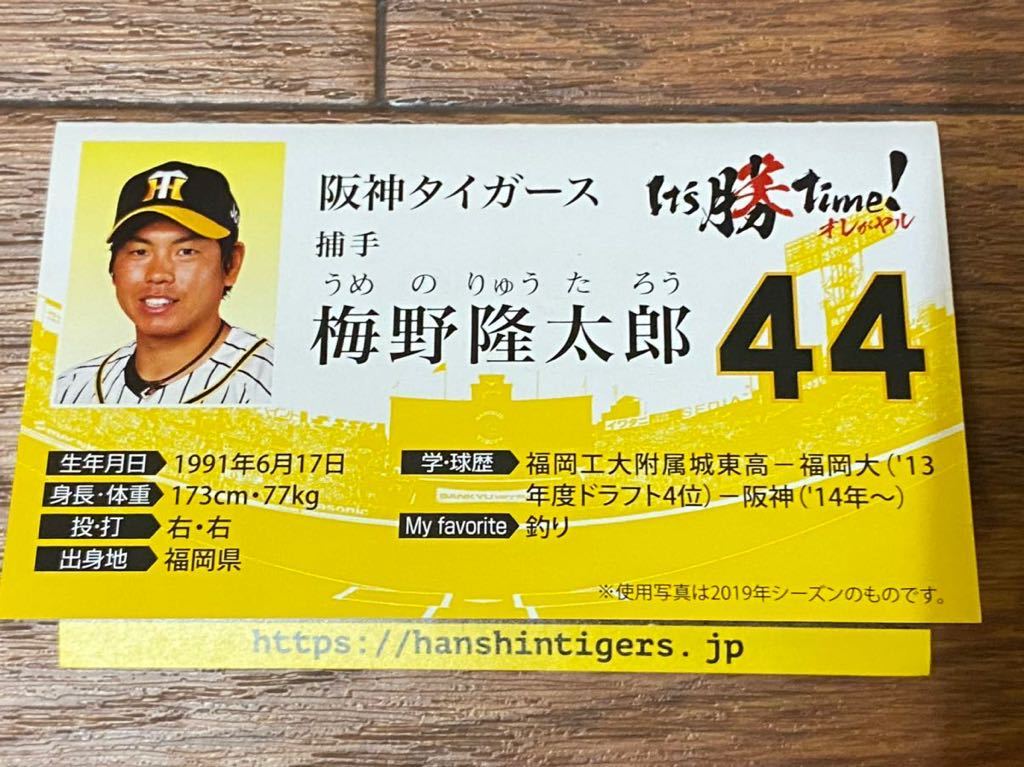 阪神タイガース
It's勝Time!
オレがヤル
捕手
うめ の りゅう た ろう
梅野隆太郎
44
生年月日 1991年6月17日
身長・体重 173cm・77kg
投・打 右・右
出身地 福岡県
学・球歴 福岡工大附属城東高－福岡大('13
年度ドラフト4位)－阪神('14年～)
My favorite 釣り
※使用写真は2019年シーズンのものです。
https://hanshintigers.jp